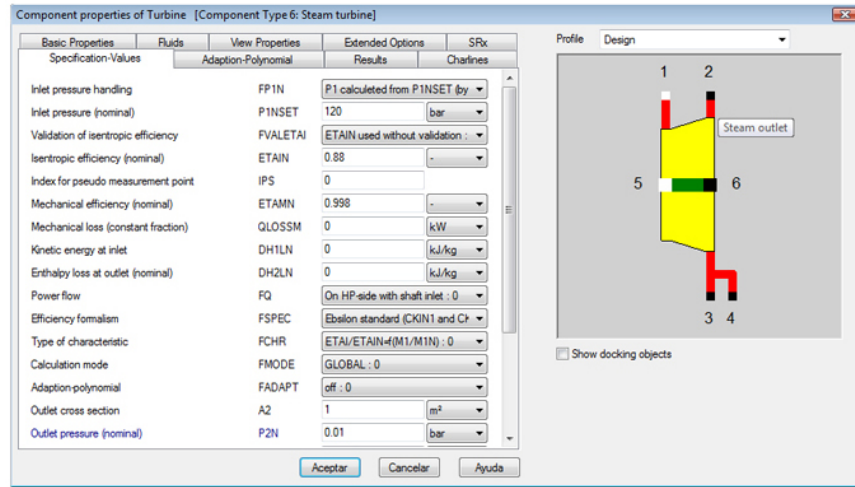 Component properties of Turbine [Component Type 6: Steam turbine]
Basic Properties Fluids View Properties Extended Options SRx
Specification-Values Adaption-Polynomial Results Charlines
Inlet pressure handling FP1N P1 calculeted from P1NSET (by
Inlet pressure (nominal) P1NSET 120 bar
Validation of isentropic efficiency FVALETAI ETAIN used without validation :
Isentropic efficiency (nominal) ETAIN 0.88 -
Index for pseudo measurement point IPS 0
Mechanical efficiency (nominal) ETAMN 0.998 -
Mechanical loss (constant fraction) QLOSSM 0 kW
Kinetic energy at inlet DH1LN 0 kJ/kg
Enthalpy loss at outlet (nominal) DH2LN 0 kJ/kg
Power flow FQ On HP-side with shaft inlet : 0
Efficiency formalism FSPEC Ebsilon standard (CKIN1 and CK
Type of characteristic FCHR ETAI/ETAIN=f(M1/M1N) : 0
Calculation mode FMODE GLOBAL : 0
Adaption-polynomial FADAPT off : 0
Outlet cross section A2 1 m²
Outlet pressure (nominal) P2N 0.01 bar
Aceptar Cancelar Ayuda
Profile Design
1 2
Steam outlet
5 6
3 4
Show docking objects